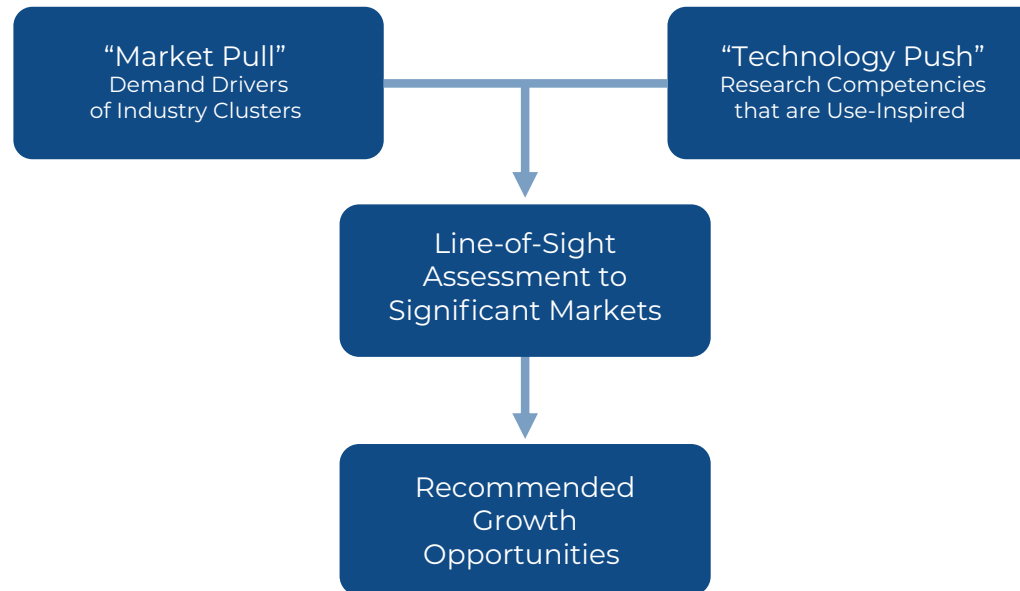 “Market Pull”
Demand Drivers
of Industry Clusters
“Technology Push”
Research Competencies
that are Use-Inspired
Line-of-Sight
Assessment to
Significant Markets
Recommended
Growth
Opportunities